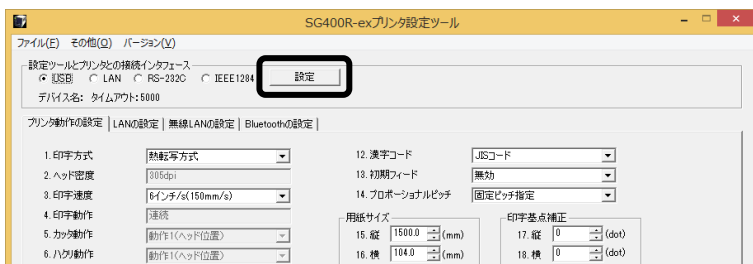 SG400R-exプリンタ設定ツール
ファイル(F) その他(O) バージョン(V)
設定ツールとプリンタとの接続インタフェース
USB LAN RS-232C IEEE1284 設定
デバイス名: タイムアウト:5000
プリンタ動作の設定 LANの設定 無線LANの設定 Bluetoothの設定
1.印字方式 熱転写方式 12.漢字コード JISコード
2.ヘッド密度 305dpi 13.初期フィード 無効
3.印字速度 6インチ/s(150mm/s) 14.プロポーショナルピッチ 固定ピッチ指定
4.印字動作 連続 用紙サイズ 印字基点補正
5.カッタ動作 動作1(ヘッド位置) 15.縦 1500.0 (mm) 17.縦 0 (dot)
6.ハクリ動作 動作1(ヘッド位置) 16.横 104.0 (mm) 18.横 0 (dot)